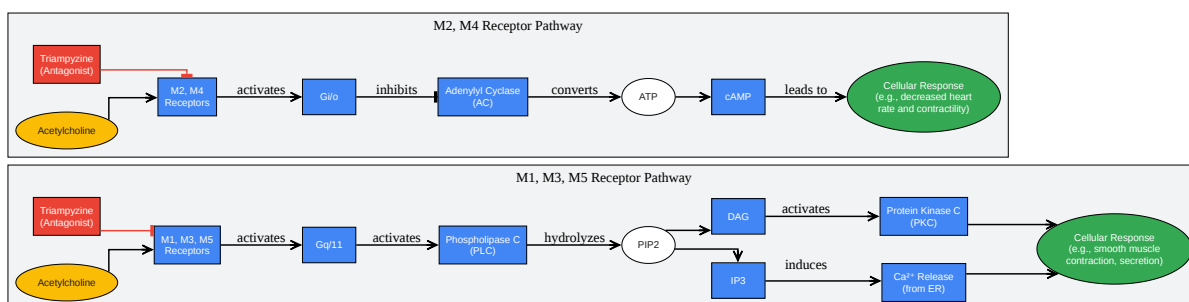 M2, M4 Receptor Pathway
Triampyzine
(Antagonist)
Acetylcholine
M2, M4
Receptors
activates
Gi/o
inhibits
Adenylyl Cyclase
(AC)
converts
ATP
cAMP
leads to
Cellular Response
(e.g., decreased heart
rate and contractility)
M1, M3, M5 Receptor Pathway
Triampyzine
(Antagonist)
Acetylcholine
M1, M3, M5
Receptors
activates
Gq/11
activates
Phospholipase C
(PLC)
hydrolyzes
PIP2
DAG
activates
Protein Kinase C
(PKC)
IP3
induces
Ca²⁺ Release
(from ER)
Cellular Response
(e.g., smooth muscle
contraction, secretion)